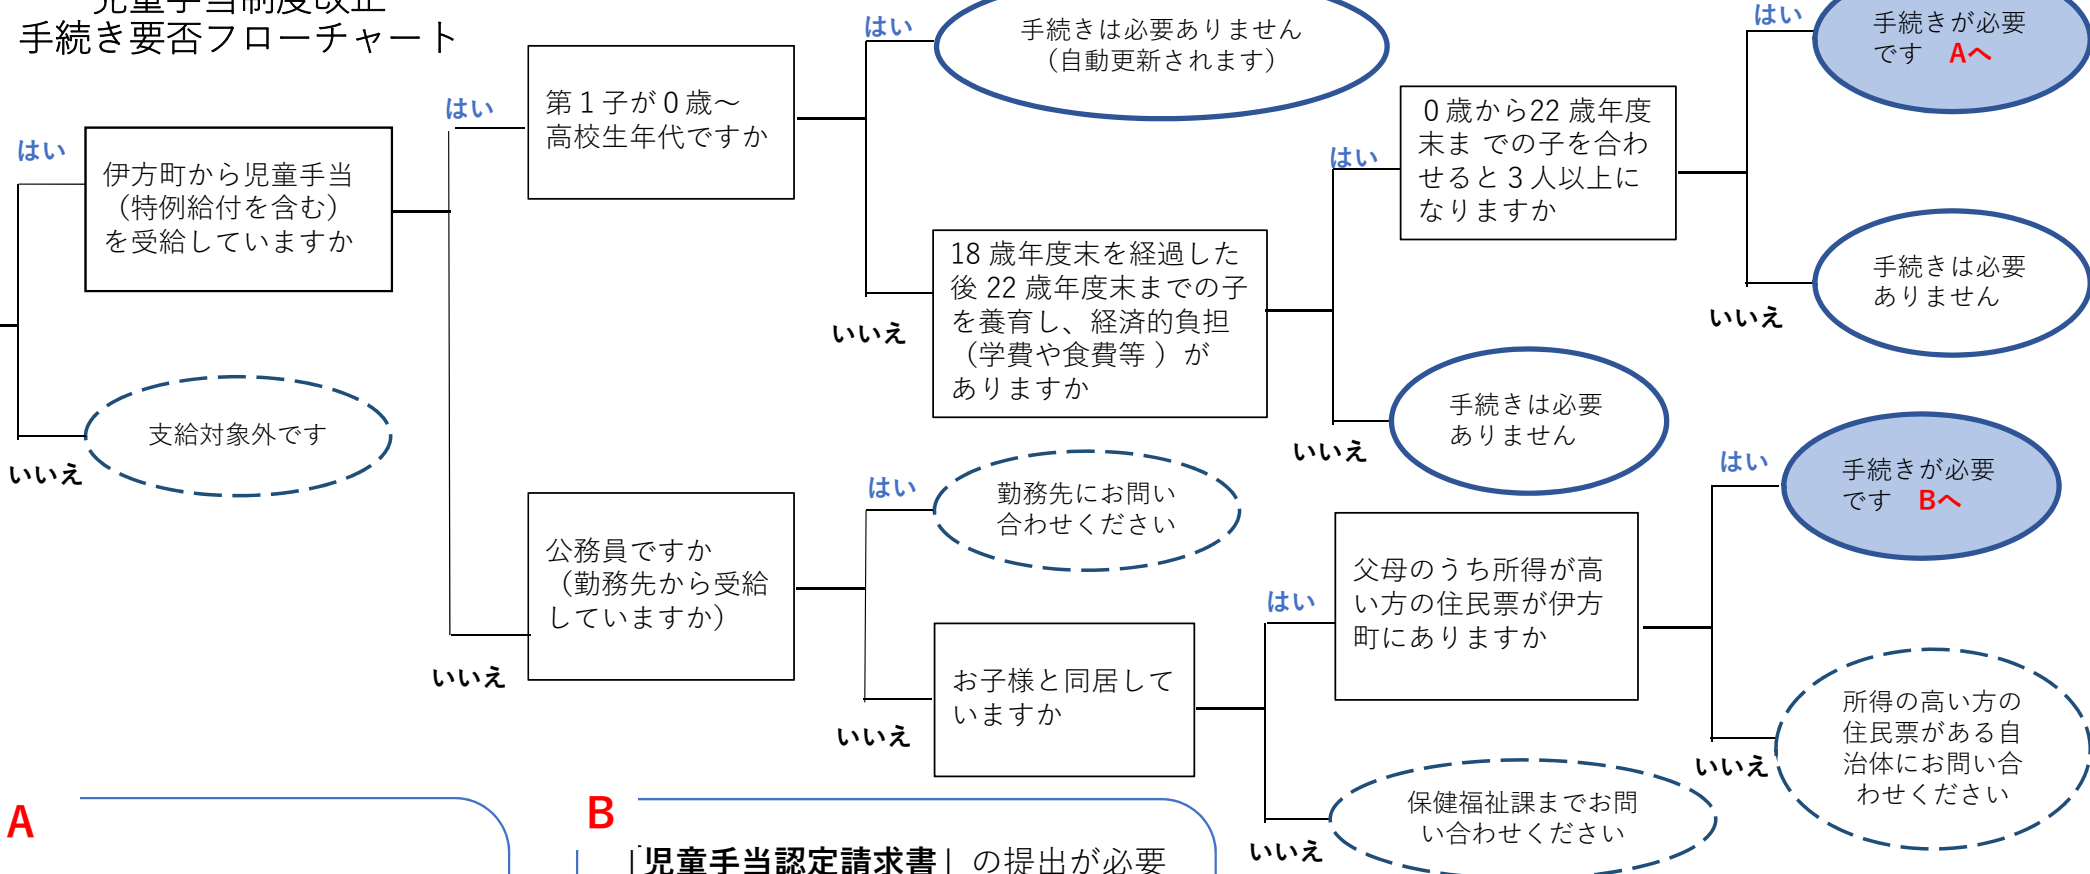 児童手当制度改正
手続き要否フローチャート
はい
伊方町から児童手当
（特例給付を含む）
を受給していますか
いいえ
支給対象外です
はい
第１子が０歳～
高校生年代ですか
はい
手続きは必要ありません
（自動更新されます）
いいえ
18 歳年度末を経過した
後 22 歳年度末までの子
を養育し、経済的負担
（学費や食費等 ）が
ありますか
はい
０歳から22 歳年度
末ま での子を合わ
せると３人以上に
なりますか
はい
手続きが必要
です Aへ
いいえ
手続きは必要
ありません
いいえ
手続きは必要
ありません
いいえ
公務員ですか
（勤務先から受給
していますか）
はい
勤務先にお問い
合わせください
いいえ
お子様と同居して
いますか
はい
父母のうち所得が高
い方の住民票が伊方
町にありますか
はい
手続きが必要
です Bへ
いいえ
所得の高い方の
住民票がある自
治体にお問い合
わせください
いいえ
保健福祉課までお問
い合わせください
A
B
「児童手当認定請求書」の提出が必要